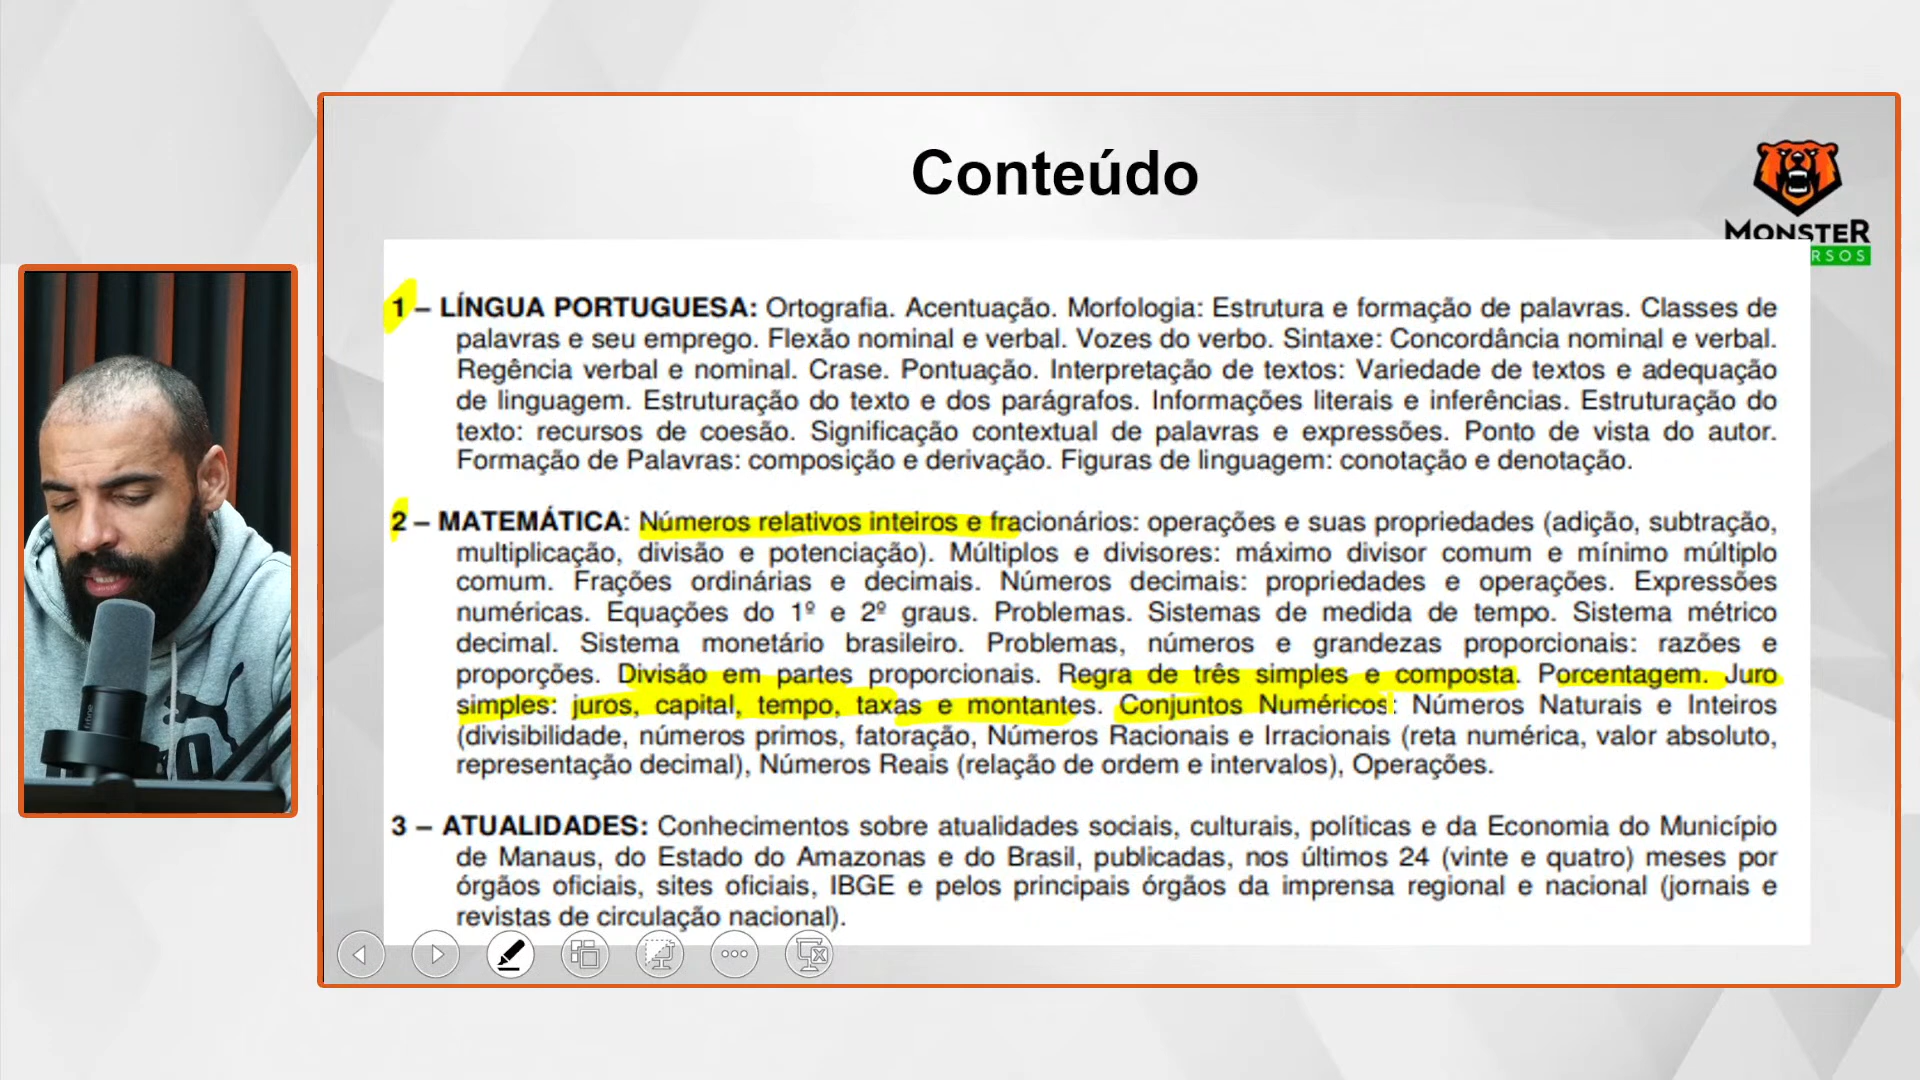 Conteúdo
MONSTER
RSOS
1 – LÍNGUA PORTUGUESA: Ortografia. Acentuação. Morfologia: Estrutura e formação de palavras. Classes de
palavras e seu emprego. Flexão nominal e verbal. Vozes do verbo. Sintaxe: Concordância nominal e verbal.
Regência verbal e nominal. Crase. Pontuação. Interpretação de textos: Variedade de textos e adequação
de linguagem. Estruturação do texto e dos parágrafos. Informações literais e inferências. Estruturação do
texto: recursos de coesão. Significação contextual de palavras e expressões. Ponto de vista do autor.
Formação de Palavras: composição e derivação. Figuras de linguagem: conotação e denotação.
2 – MATEMÁTICA: Números relativos inteiros e fracionários: operações e suas propriedades (adição, subtração,
multiplicação, divisão e potenciação). Múltiplos e divisores: máximo divisor comum e mínimo múltiplo
comum. Frações ordinárias e decimais. Números decimais: propriedades e operações. Expressões
numéricas. Equações do 1º e 2º graus. Problemas. Sistemas de medida de tempo. Sistema métrico
decimal. Sistema monetário brasileiro. Problemas, números e grandezas proporcionais: razões e
proporções. Divisão em partes proporcionais. Regra de três simples e composta. Porcentagem. Juro
simples: juros, capital, tempo, taxas e montantes. Conjuntos Numéricos: Números Naturais e Inteiros
(divisibilidade, números primos, fatoração, Números Racionais e Irracionais (reta numérica, valor absoluto,
representação decimal), Números Reais (relação de ordem e intervalos), Operações.
3 – ATUALIDADES: Conhecimentos sobre atualidades sociais, culturais, políticas e da Economia do Município
de Manaus, do Estado do Amazonas e do Brasil, publicadas, nos últimos 24 (vinte e quatro) meses por
órgãos oficiais, sites oficiais, IBGE e pelos principais órgãos da imprensa regional e nacional (jornais e
revistas de circulação nacional).